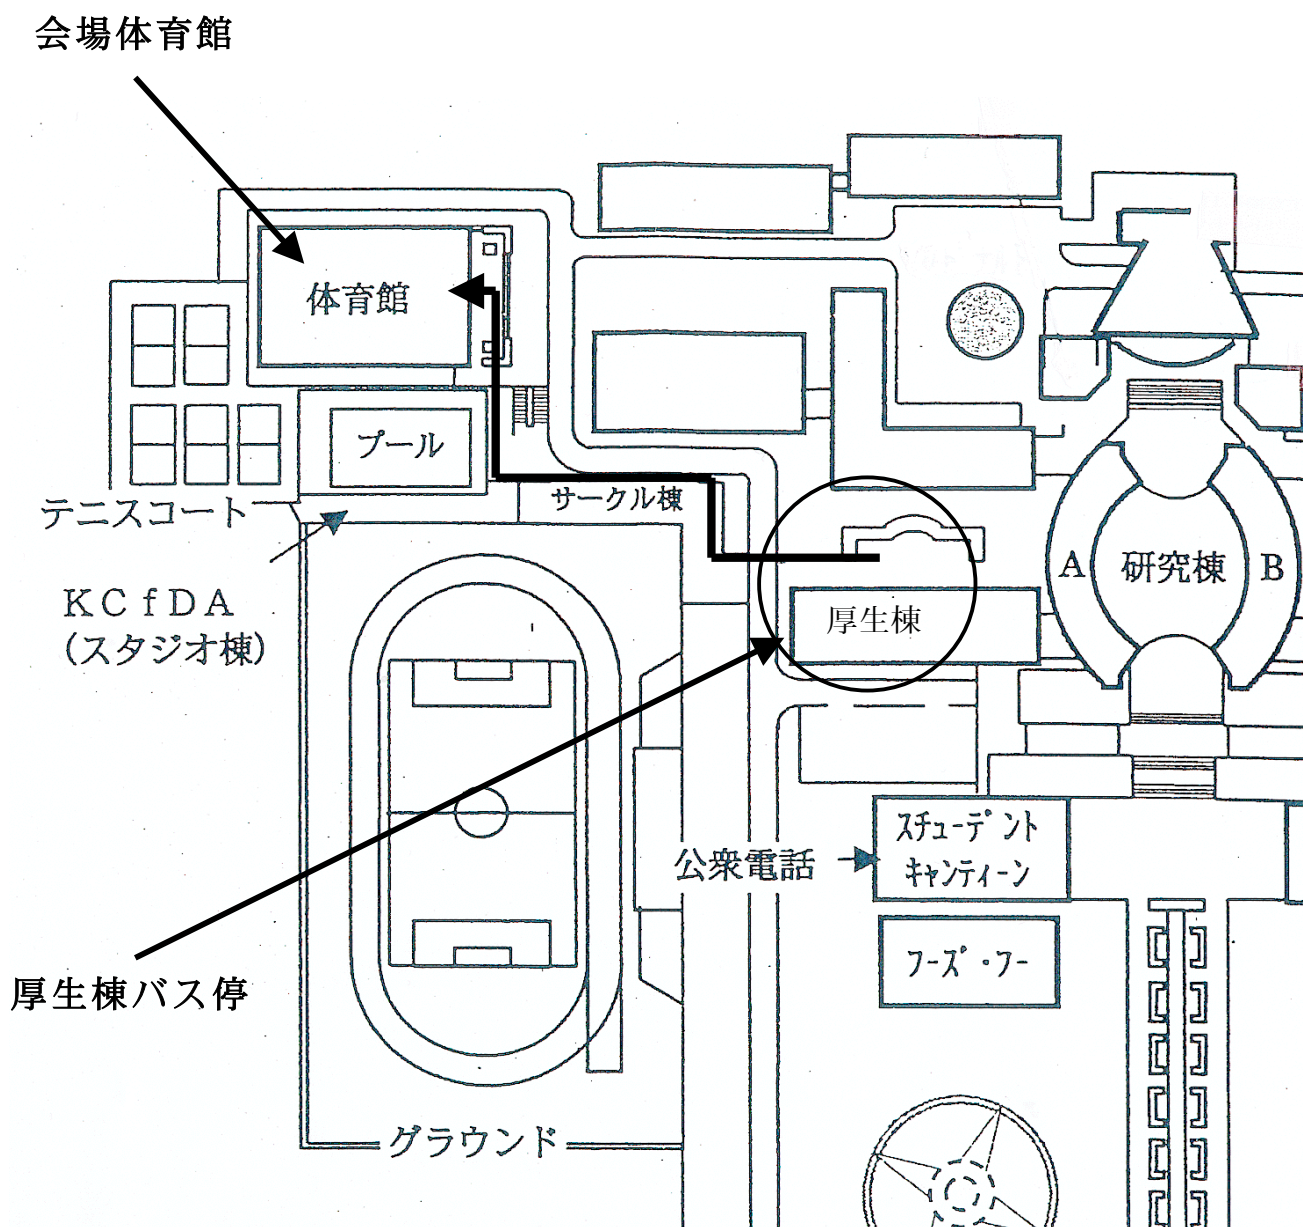 会場体育館
体育館
プール
テニスコート
サークル棟
KCfDA
(スタジオ棟)
A
研究棟
B
厚生棟
スチューデント
キャンティーン
公衆電話
フーズ・フー
厚生棟バス停
グラウンド